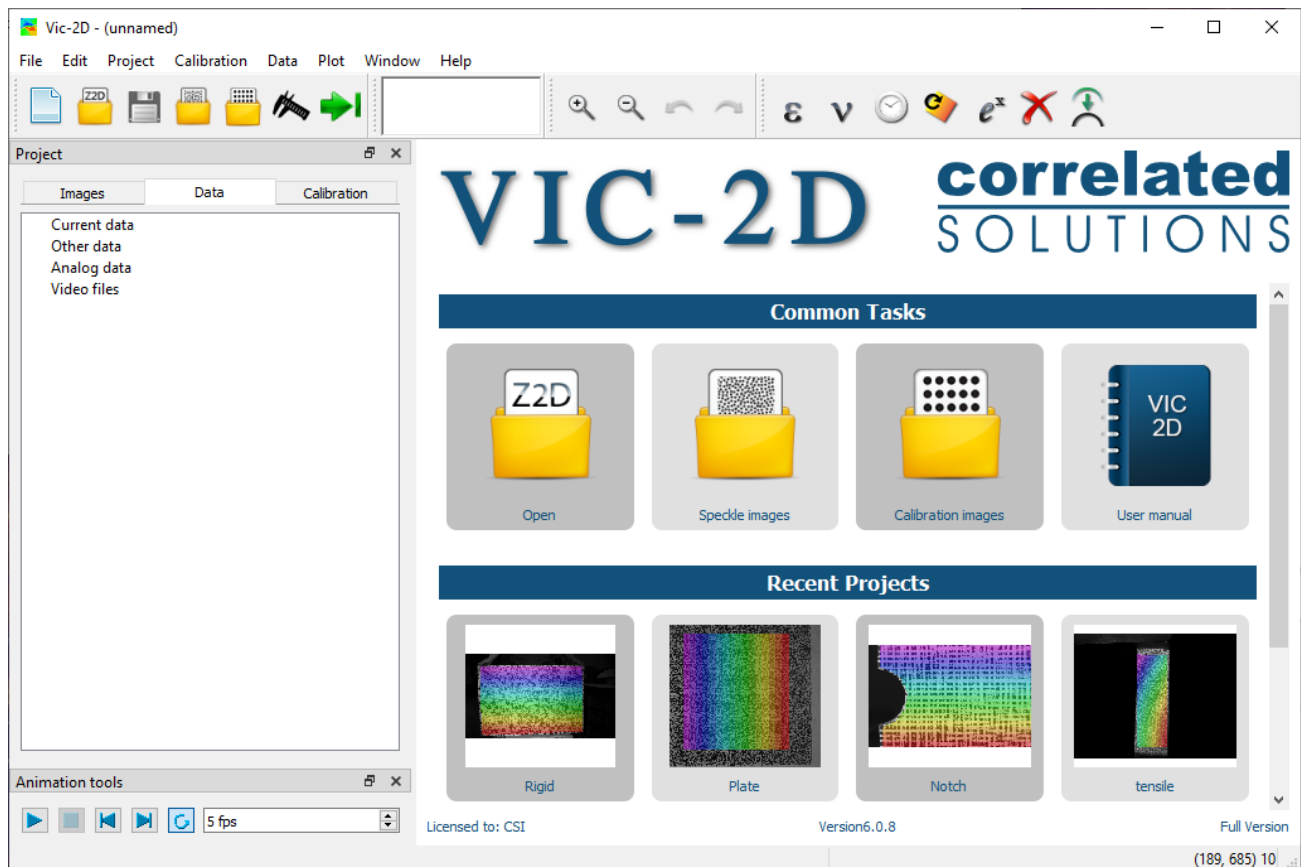 Vic-2D - (unnamed)
File Edit Project Calibration Data Plot Window Help
Z2D
ε ν eˣ
Project
Images Data Calibration
Current data
Other data
Analog data
Video files
VIC-2D
correlated
SOLUTIONS
Common Tasks
Z2D
VIC
2D
Open Speckle images Calibration images User manual
Recent Projects
Rigid Plate Notch tensile
Animation tools
5 fps
Licensed to: CSI Version6.0.8 Full Version
(189, 685) 10